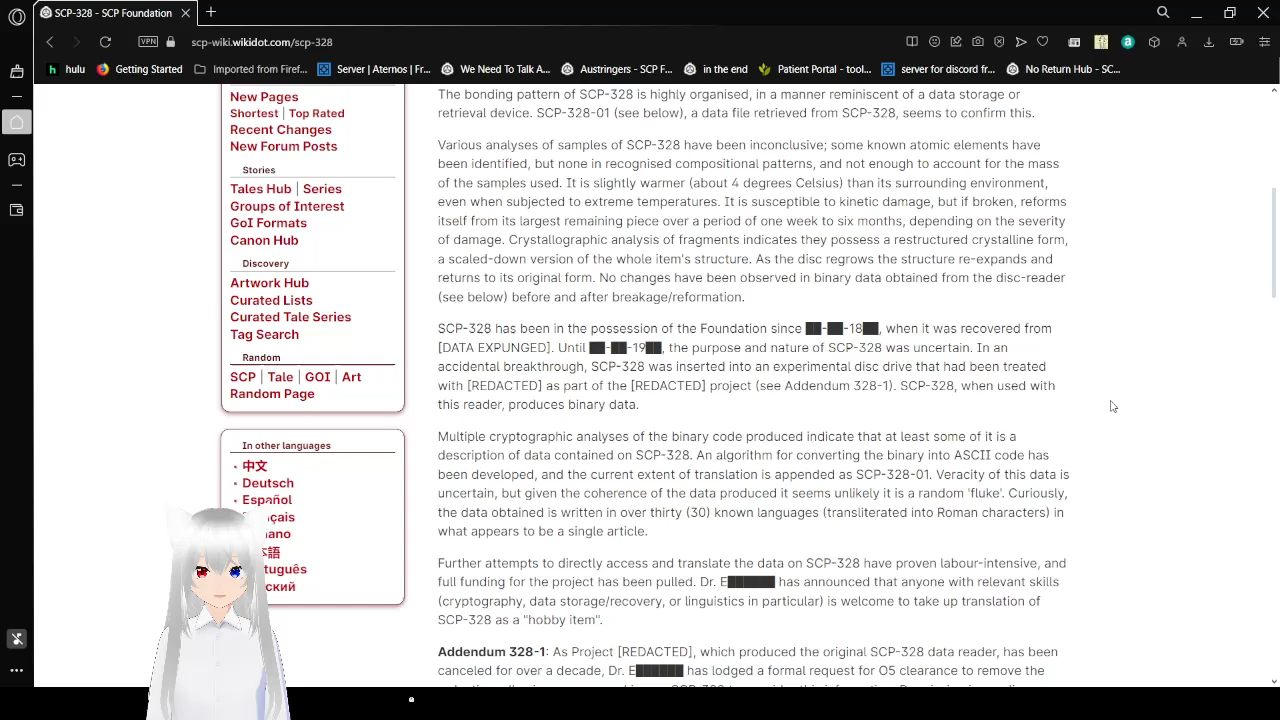 SCP-328 - SCP Foundation
VPN
scp-wiki.wikidot.com/scp-328
hulu
Getting Started
Imported from Firef...
Server | Aternos | Fr...
We Need To Talk A...
Austringers - SCP F...
in the end
Patient Portal - tool...
server for discord fr...
No Return Hub - SC...
New Pages
Shortest | Top Rated
Recent Changes
New Forum Posts
Stories
Tales Hub | Series
Groups of Interest
GoI Formats
Canon Hub
Discovery
Artwork Hub
Curated Lists
Curated Tale Series
Tag Search
Random
SCP | Tale | GOI | Art
Random Page
In other languages
中文
Deutsch
Español
The bonding pattern of SCP-328 is highly organised, in a manner reminiscent of a data storage or
retrieval device. SCP-328-01 (see below), a data file retrieved from SCP-328, seems to confirm this.
Various analyses of samples of SCP-328 have been inconclusive; some known atomic elements have
been identified, but none in recognised compositional patterns, and not enough to account for the mass
of the samples used. It is slightly warmer (about 4 degrees Celsius) than its surrounding environment,
even when subjected to extreme temperatures. It is susceptible to kinetic damage, but if broken, reforms
itself from its largest remaining piece over a period of one week to six months, depending on the severity
of damage. Crystallographic analysis of fragments indicates they possess a restructured crystalline form,
a scaled-down version of the whole item's structure. As the disc regrows the structure re-expands and
returns to its original form. No changes have been observed in binary data obtained from the disc-reader
(see below) before and after breakage/reformation.
SCP-328 has been in the possession of the Foundation since ██-██-18██, when it was recovered from
[DATA EXPUNGED]. Until ██-██-19██, the purpose and nature of SCP-328 was uncertain. In an
accidental breakthrough, SCP-328 was inserted into an experimental disc drive that had been treated
with [REDACTED] as part of the [REDACTED] project (see Addendum 328-1). SCP-328, when used with
this reader, produces binary data.
Multiple cryptographic analyses of the binary code produced indicate that at least some of it is a
description of data contained on SCP-328. An algorithm for converting the binary into ASCII code has
been developed, and the current extent of translation is appended as SCP-328-01. Veracity of this data is
uncertain, but given the coherence of the data produced it seems unlikely it is a random 'fluke'. Curiously,
the data obtained is written in over thirty (30) known languages (transliterated into Roman characters) in
what appears to be a single article.
Further attempts to directly access and translate the data on SCP-328 have proven labour-intensive, and
full funding for the project has been pulled. Dr. E██████ has announced that anyone with relevant skills
(cryptography, data storage/recovery, or linguistics in particular) is welcome to take up translation of
SCP-328 as a "hobby item".
Addendum 328-1: As Project [REDACTED], which produced the original SCP-328 data reader, has been
canceled for over a decade, Dr. E██████ has lodged a formal request for O5 clearance to remove the